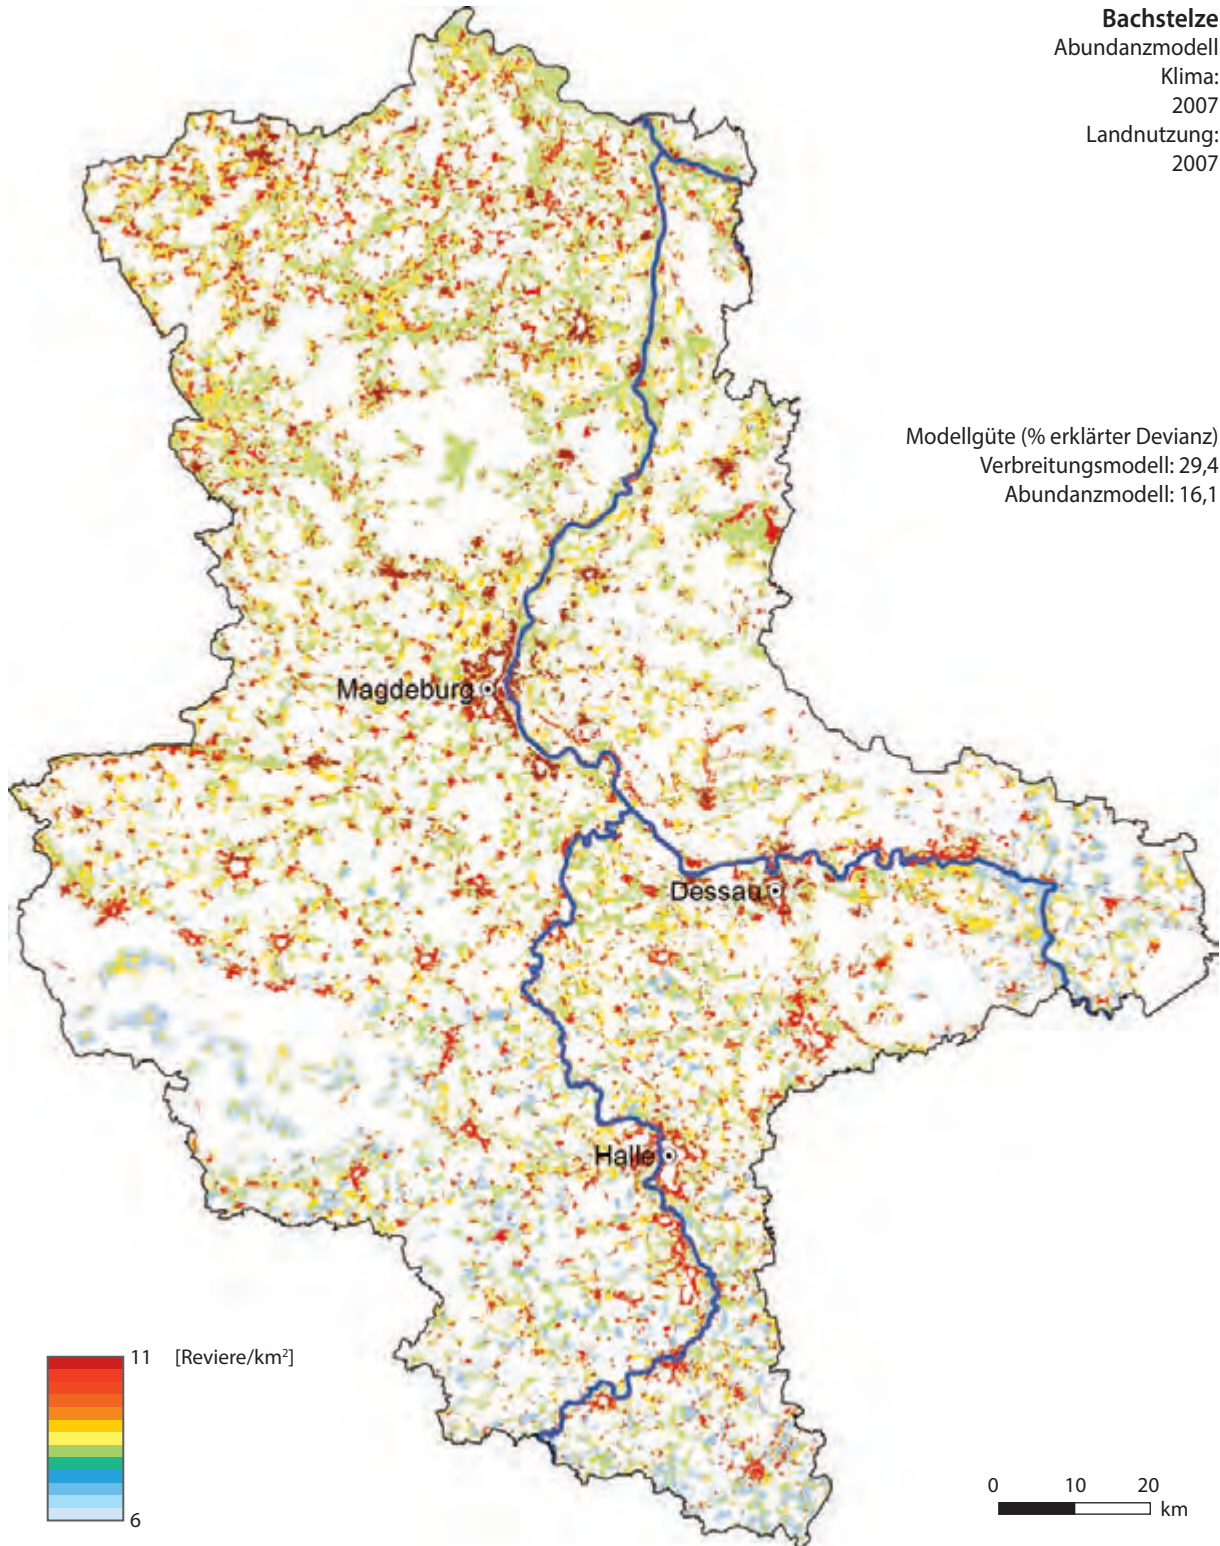 Bachstelze
Abundanzmodell
Klima:
2007
Landnutzung:
2007
Modellgüte (% erklärter Devianz)
Verbreitungsmodell: 29,4
Abundanzmodell: 16,1
Magdeburg
Dessau
Halle
11 [Reviere/km²]
6
0 10 20
km